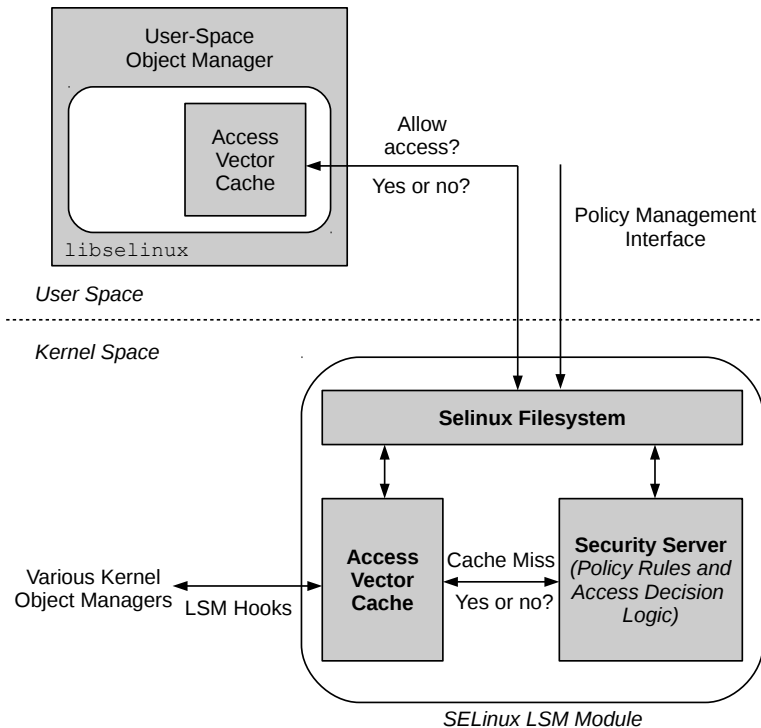 User-Space
Object Manager
Access
Vector
Cache
Allow
access?
Yes or no?
Policy Management
Interface
libselinux
User Space
Kernel Space
Selinux Filesystem
Access
Vector
Cache
Cache Miss
Yes or no?
Security Server
(Policy Rules and
Access Decision
Logic)
Various Kernel
Object Managers
LSM Hooks
SELinux LSM Module